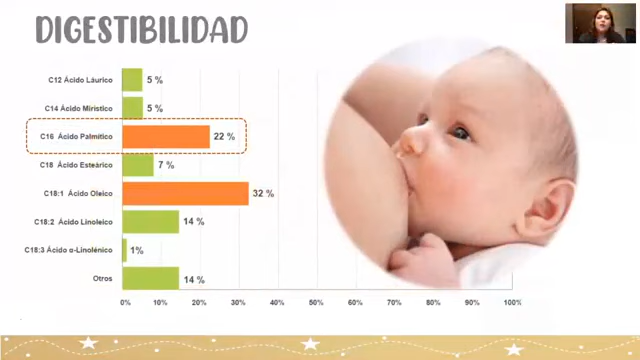 DIGESTIBILIDAD
C12 Ácido Láurico 5 %
C14 Ácido Mirístico 5 %
C16 Ácido Palmítico 22 %
C18 Ácido Esteárico 7 %
C18:1 Ácido Oleico 32 %
C18:2 Ácido Linoleico 14 %
C18:3 Ácido α-Linolénico 1%
Otros 14 %
0% 10% 20% 30% 40% 50% 60% 70% 80% 90% 100%